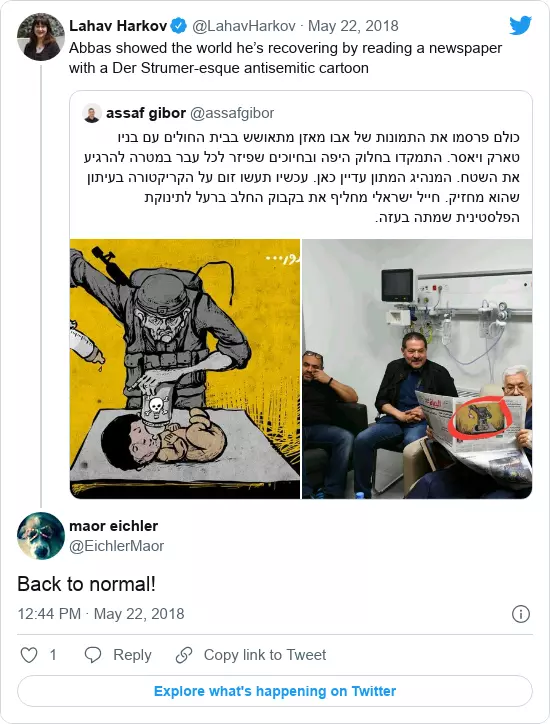 Lahav Harkov @LahavHarkov · May 22, 2018
Abbas showed the world he's recovering by reading a newspaper
with a Der Strumer-esque antisemitic cartoon
assaf gibor @assafgibor
כולם פרסמו את התמונות של אבו מאזן מתאושש בבית החולים עם בניו
טארק ויאסר. התמקדו בחלוק היפה ובחיוכים שפיזר לכל עבר במטרה להרגיע
את השטח. המנהיג המתון עדיין כאן. עכשיו תעשו זום על הקריקטורה בעיתון
שהוא מחזיק. חייל ישראלי מחליף את בקבוק החלב ברעל לתינוקת
הפלסטינית שמתה בעזה.
maor eichler
@EichlerMaor
Back to normal!
12:44 PM · May 22, 2018
1 Reply Copy link to Tweet
Explore what's happening on Twitter